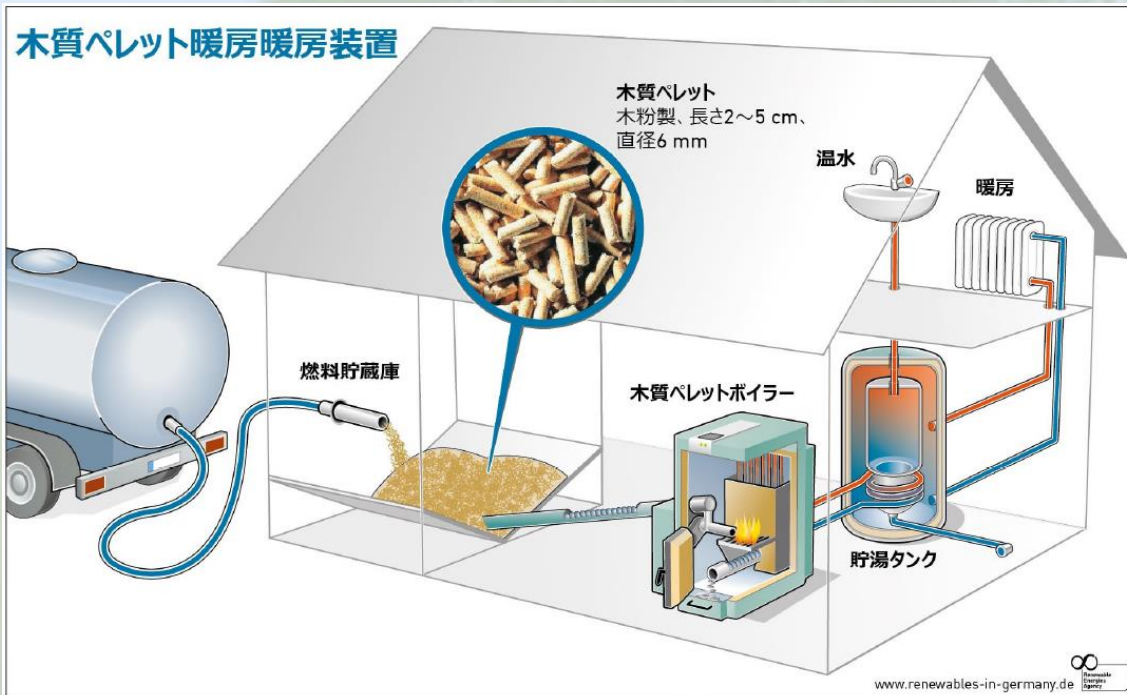 木質ペレット暖房暖房装置
木質ペレット
木粉製、長さ2～5 cm、
直径6 mm
温水
暖房
燃料貯蔵庫
木質ペレットボイラー
貯湯タンク
www.renewables-in-germany.de
Renewable
Energies
Agency